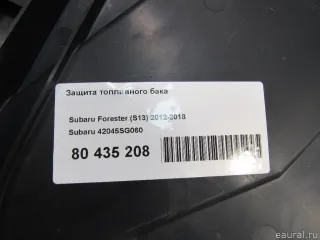 Защита топливного бака
Subaru Forester (S13) 2012-2018
Subaru 42045SG060
80 435 208
eaural.ru